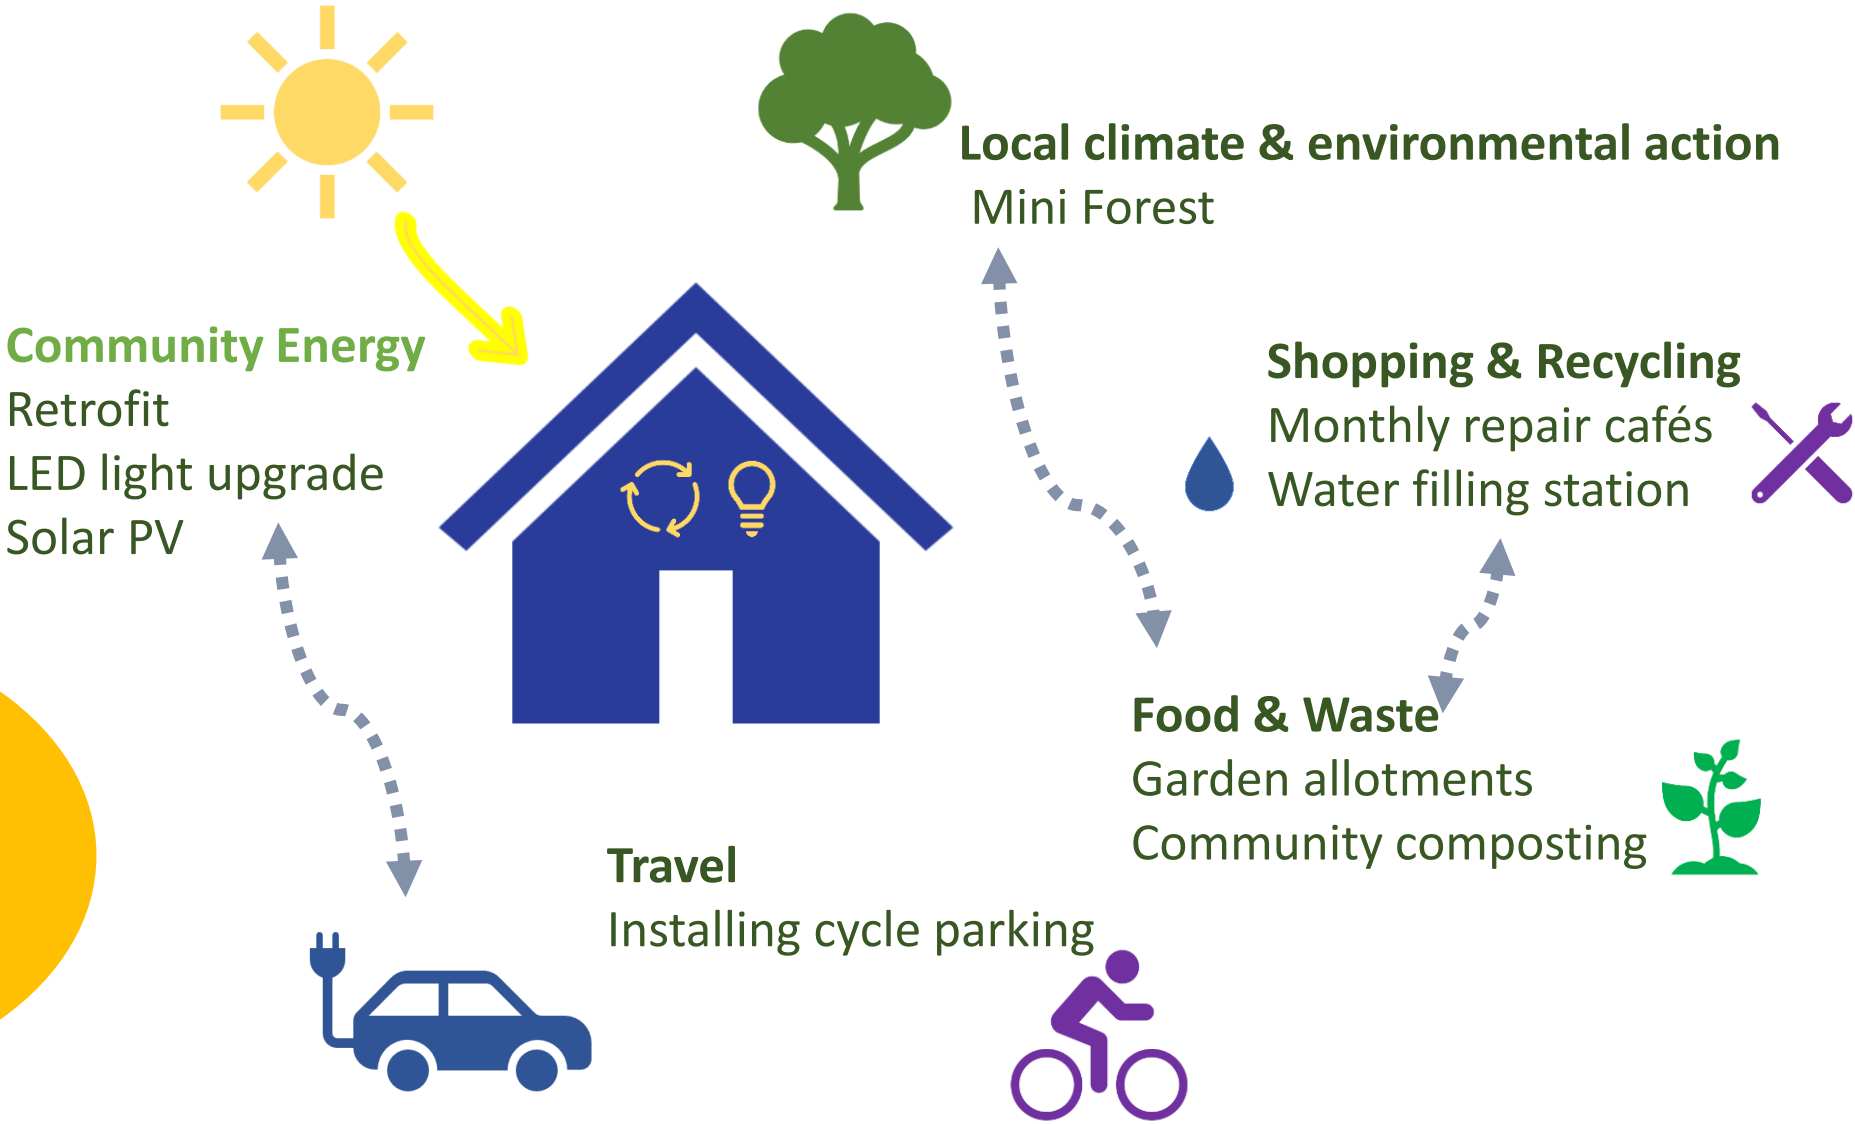 Local climate & environmental action
Mini Forest
Community Energy
Retrofit
LED light upgrade
Solar PV
Shopping & Recycling
Monthly repair cafés
Water filling station
Food & Waste
Garden allotments
Community composting
Travel
Installing cycle parking